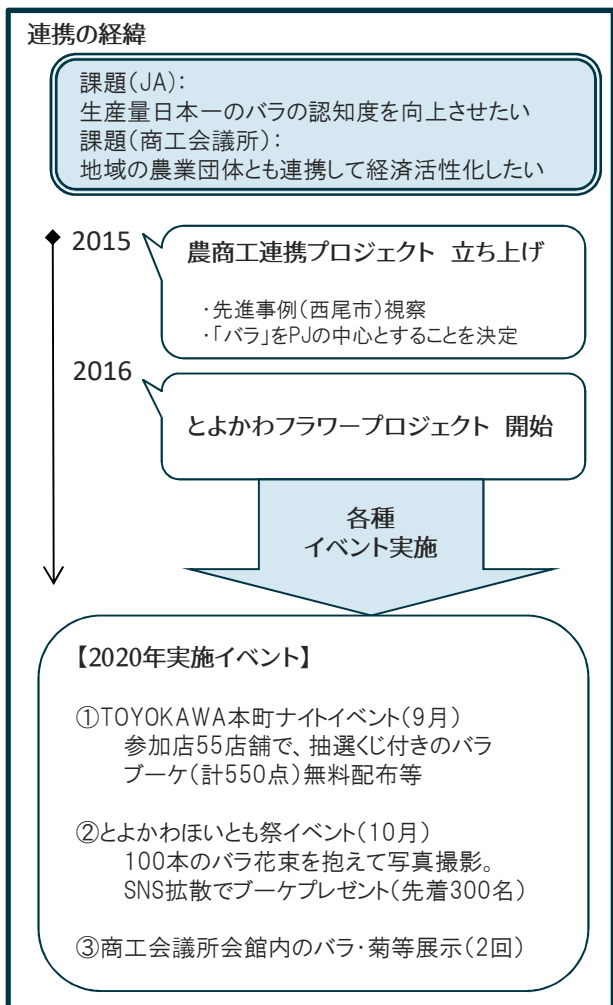 連携の経緯
課題(JA):
生産量日本一のバラの認知度を向上させたい
課題(商工会議所):
地域の農業団体とも連携して経済活性化したい
2015
農商工連携プロジェクト 立ち上げ
・先進事例(西尾市)視察
・「バラ」をPJの中心とすることを決定
2016
とよかわフラワープロジェクト 開始
各種
イベント実施
【2020年実施イベント】
①TOYOKAWA本町ナイトイベント(9月)
参加店55店舗で、抽選くじ付きのバラ
ブーケ(計550点)無料配布等
②とよかわほいとも祭イベント(10月)
100本のバラ花束を抱えて写真撮影。
SNS拡散でブーケプレゼント(先着300名)
③商工会議所会館内のバラ・菊等展示(2回)